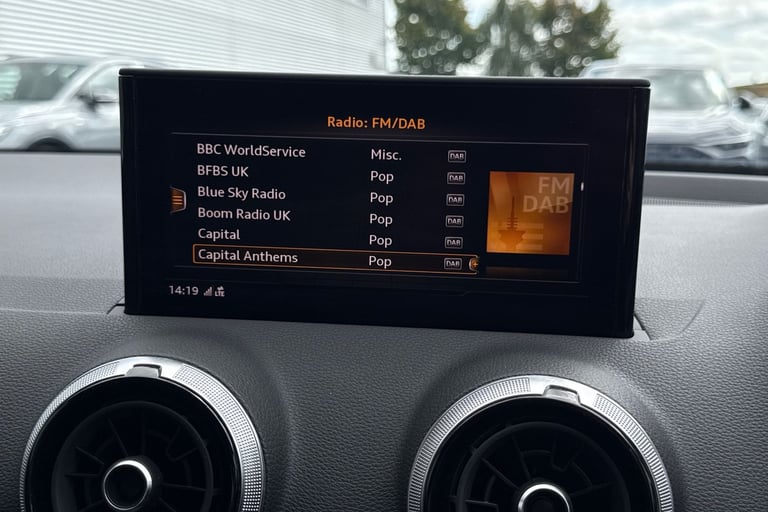 Radio: FM/DAB
BBC WorldService Misc. DAB
BFBS UK Pop DAB
Blue Sky Radio Pop DAB
Boom Radio UK Pop DAB
Capital Pop DAB
Capital Anthems Pop DAB
FM
DAB
14:19 LTE